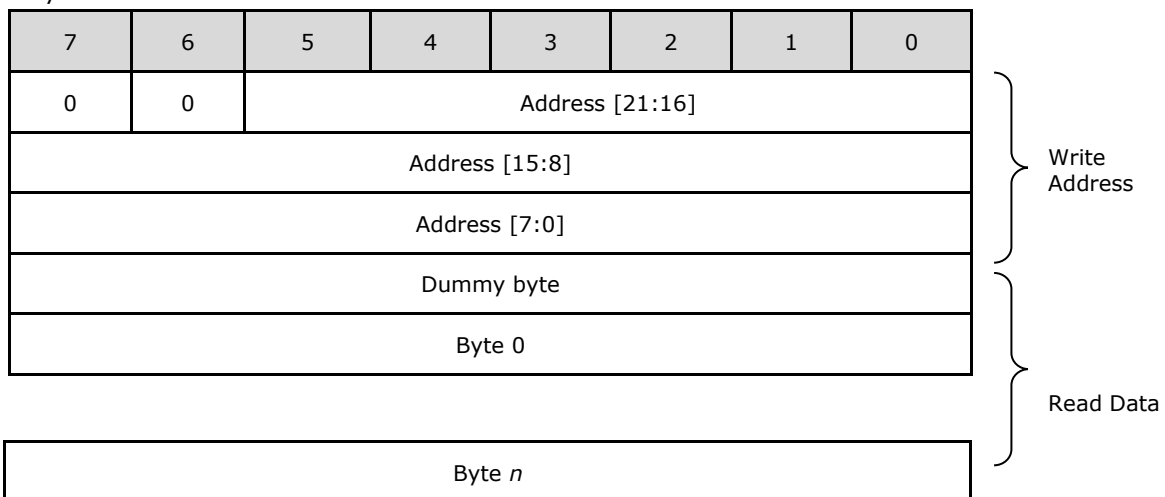 7 6 5 4 3 2 1 0
0 0 Address [21:16]
Address [15:8]
Write
Address
Address [7:0]
Dummy byte
Byte 0
Read Data
Byte n